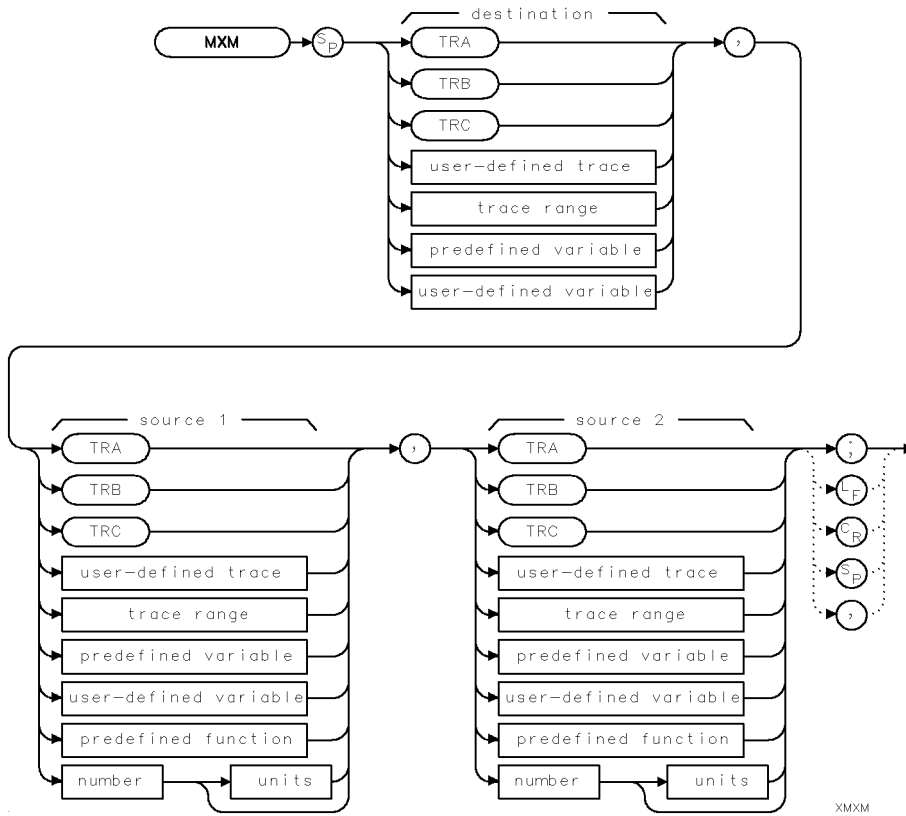 destination
MXM
SP
TRA
,
TRB
TRC
user-defined trace
trace range
predefined variable
user-defined variable
source 1
source 2
TRA
,
TRA
;
TRB
TRB
LF
TRC
TRC
CR
user-defined trace
user-defined trace
SP
trace range
trace range
,
predefined variable
predefined variable
user-defined variable
user-defined variable
predefined function
predefined function
number
units
number
units
XMXM